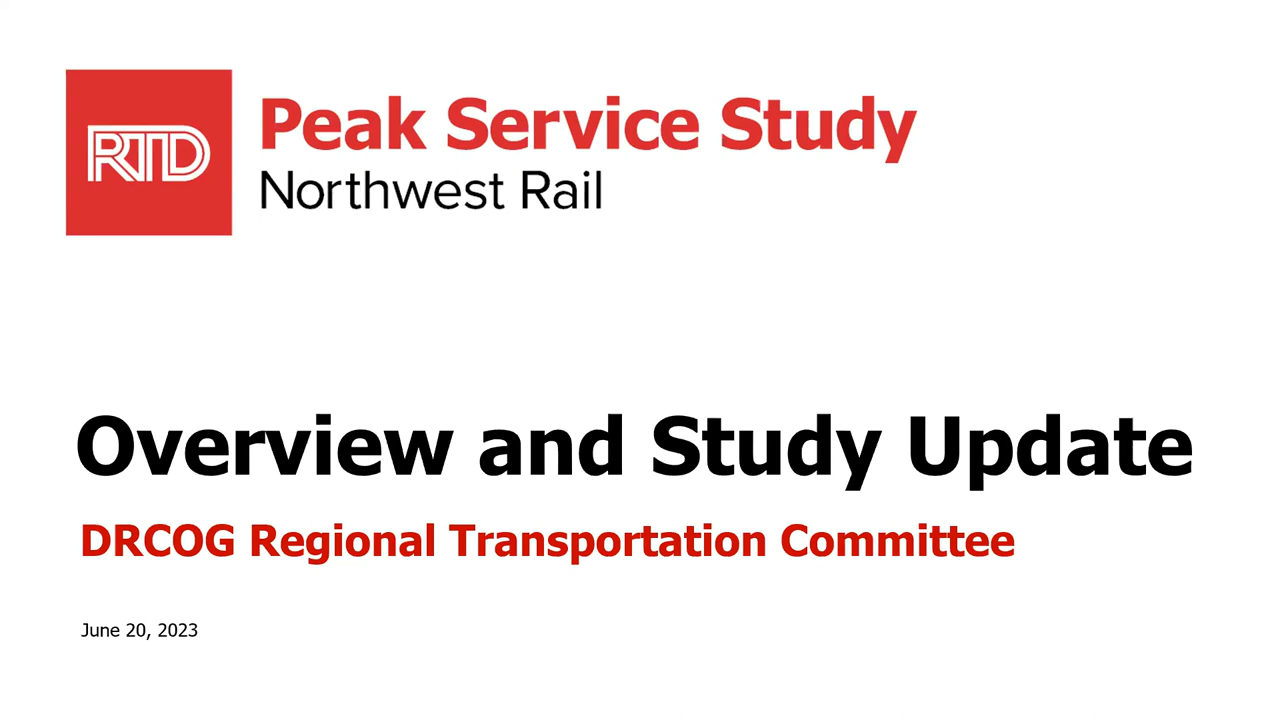 RTD
Peak Service Study
Northwest Rail
Overview and Study Update
DRCOG Regional Transportation Committee
June 20, 2023